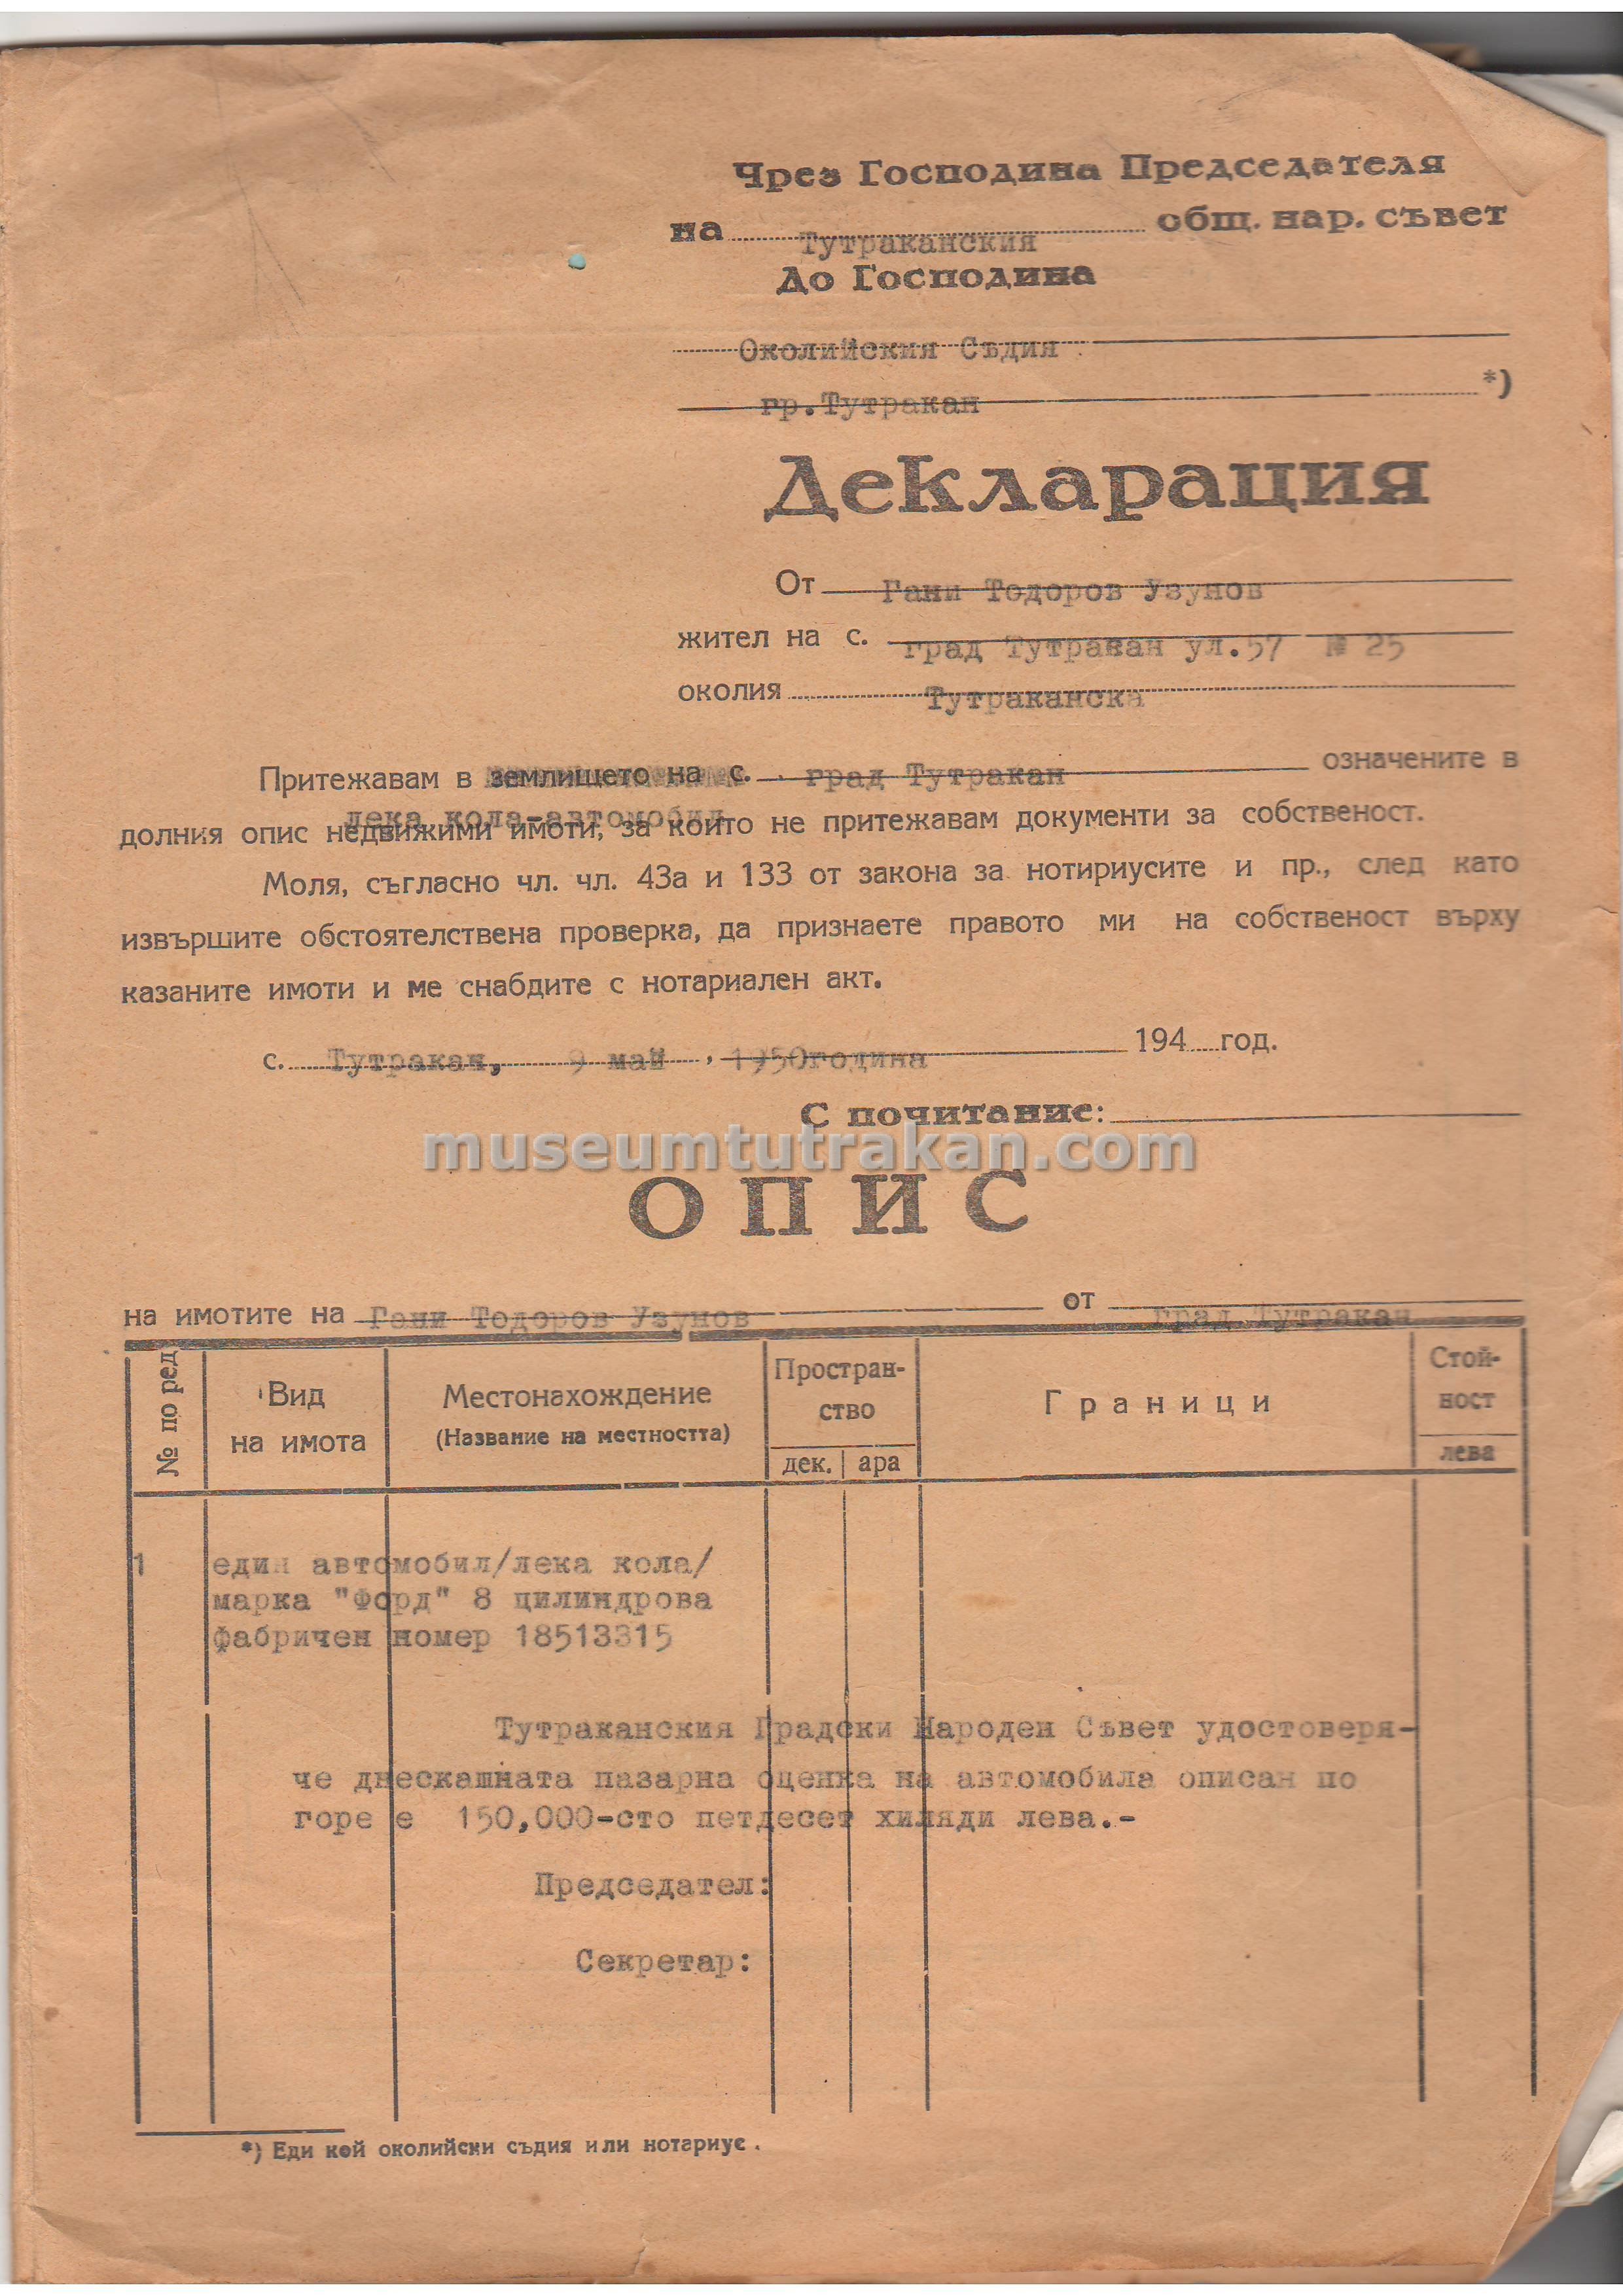 Чрез Господина Председателя
на Тутраканския общ. нар. съвет
До Господина
Околийския Съдия
гр.Тутракан *)
Декларация
От Гани Тодоров Узунов
жител на с. град Тутракан ул.57 № 25
околия Тутраканска
Притежавам в землището на с. град Тутракан означените в
лека кола-автомобил
долния опис недвижими имоти, за които не притежавам документи за собственост.
Моля, съгласно чл. чл. 43а и 133 от закона за нотириусите и пр., след като
извършите обстоятелствена проверка, да признаете правото ми на собственост върху
казаните имоти и ме снабдите с нотариален акт.
с. Тутракан, 9 май , 1950година 194 год.
С почитание:
museumtutrakan.com
ОПИС
на имотите на Гани Тодоров Узунов от град Тутракан
№ по ред
Вид
на имота
Местонахождение
(Название на местността)
Простран-
ство
дек. ара
Граници
Стой-
ност
лева
1 един автомобил/лека кола/
марка "Форд" 8 цилиндрова
фабричен номер 18513315
Тутраканския Градски Народен Съвет удостоверя-
че днескашната пазарна оценка на автомобила описан по
горе е 150,000-сто петдесет хиляди лева.-
Председател:
Секретар:
*) Еди кой околийски съдия или нотариус.